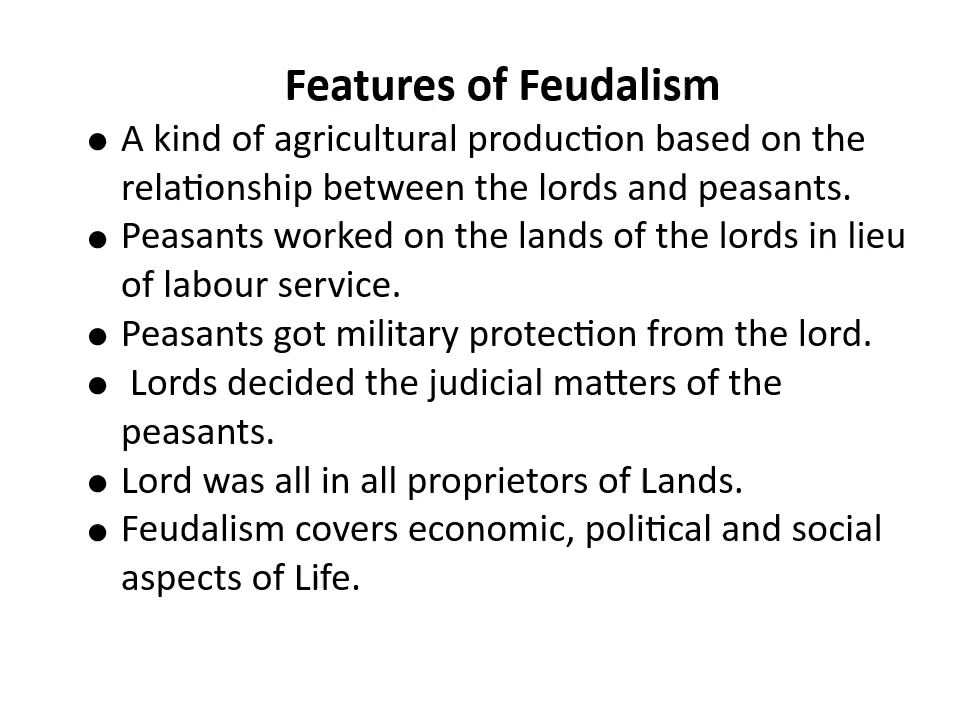 Features of Feudalism
● A kind of agricultural production based on the
relationship between the lords and peasants.
● Peasants worked on the lands of the lords in lieu
of labour service.
● Peasants got military protection from the lord.
● Lords decided the judicial matters of the
peasants.
● Lord was all in all proprietors of Lands.
● Feudalism covers economic, political and social
aspects of Life.